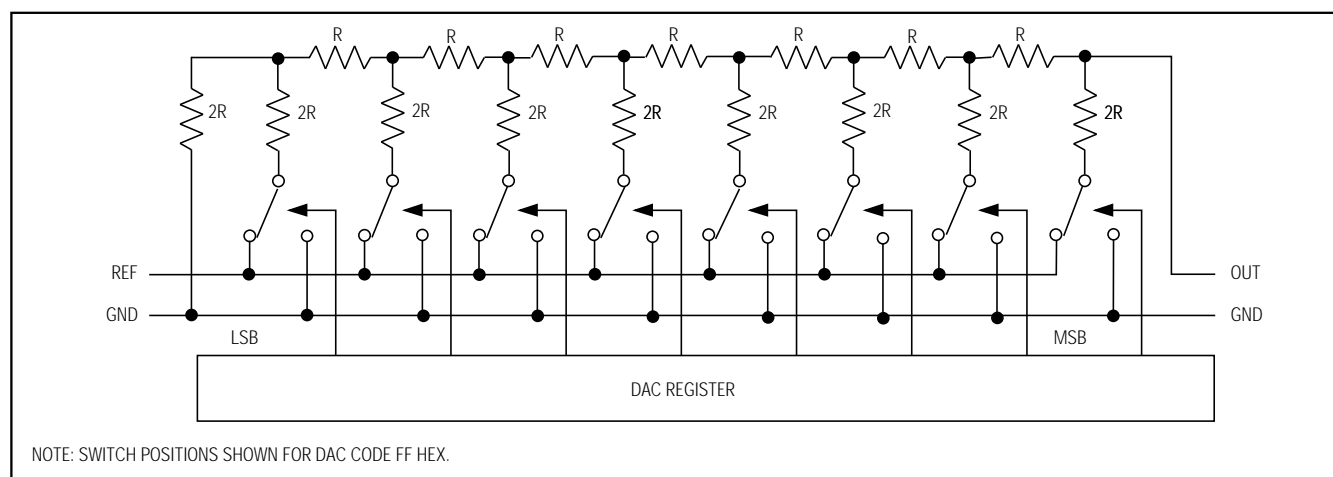 R R R R R R R
2R 2R 2R 2R 2R 2R 2R 2R 2R
REF OUT
GND GND
LSB MSB
DAC REGISTER
NOTE: SWITCH POSITIONS SHOWN FOR DAC CODE FF HEX.